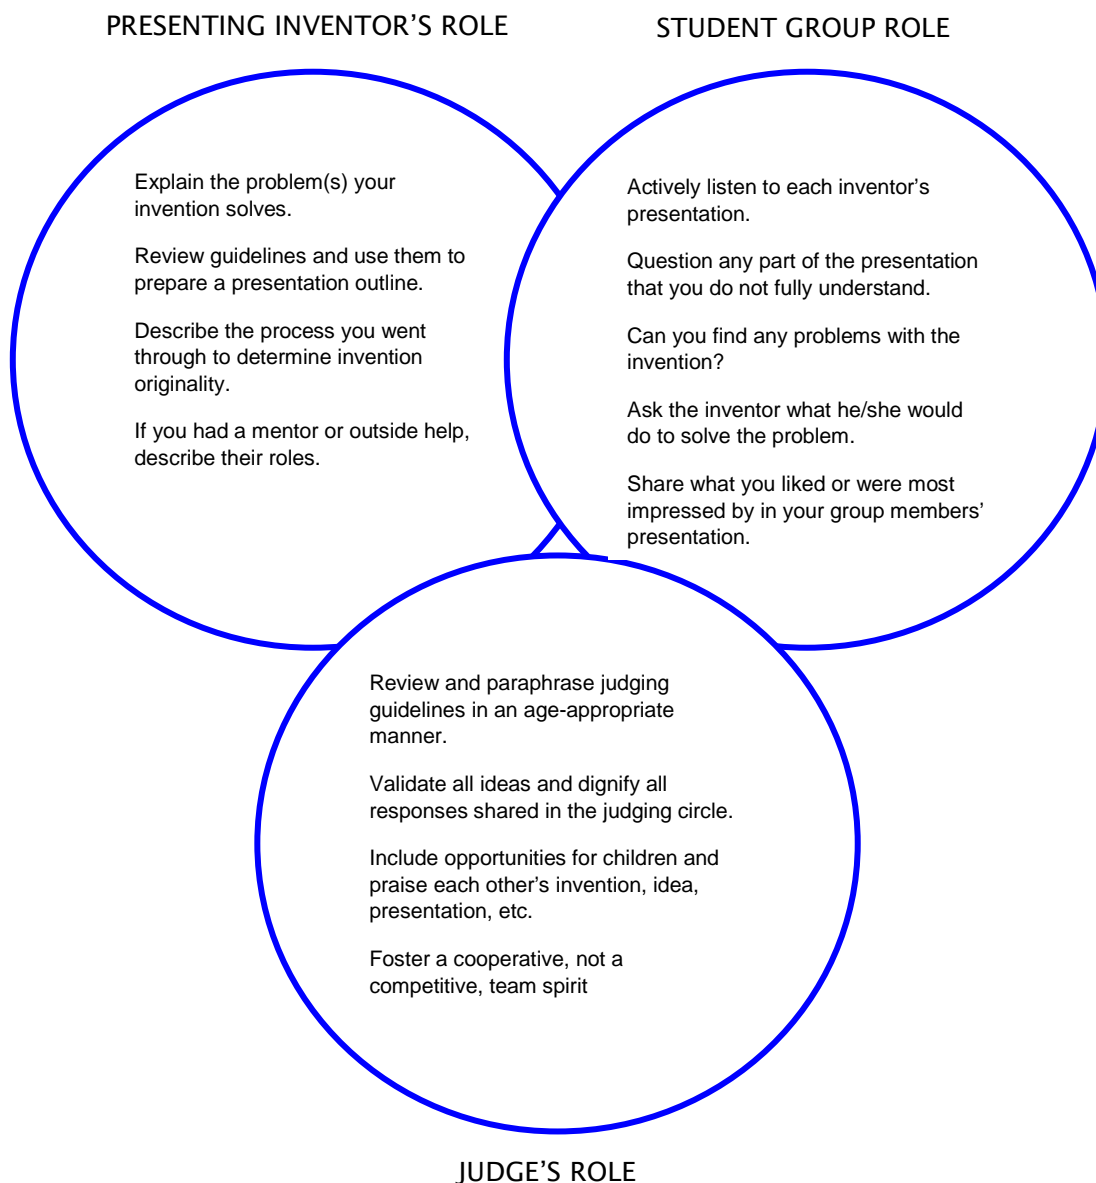 PRESENTING INVENTOR'S ROLE
Explain the problem(s) your
invention solves.
Review guidelines and use them to
prepare a presentation outline.
Describe the process you went
through to determine invention
originality.
If you had a mentor or outside help,
describe their roles.
STUDENT GROUP ROLE
Actively listen to each inventor's
presentation.
Question any part of the presentation
that you do not fully understand.
Can you find any problems with the
invention?
Ask the inventor what he/she would
do to solve the problem.
Share what you liked or were most
impressed by in your group members’
presentation.
Review and paraphrase judging
guidelines in an age-appropriate
manner.
Validate all ideas and dignify all
responses shared in the judging circle.
Include opportunities for children and
praise each other’s invention, idea,
presentation, etc.
Foster a cooperative, not a
competitive, team spirit
JUDGE’S ROLE